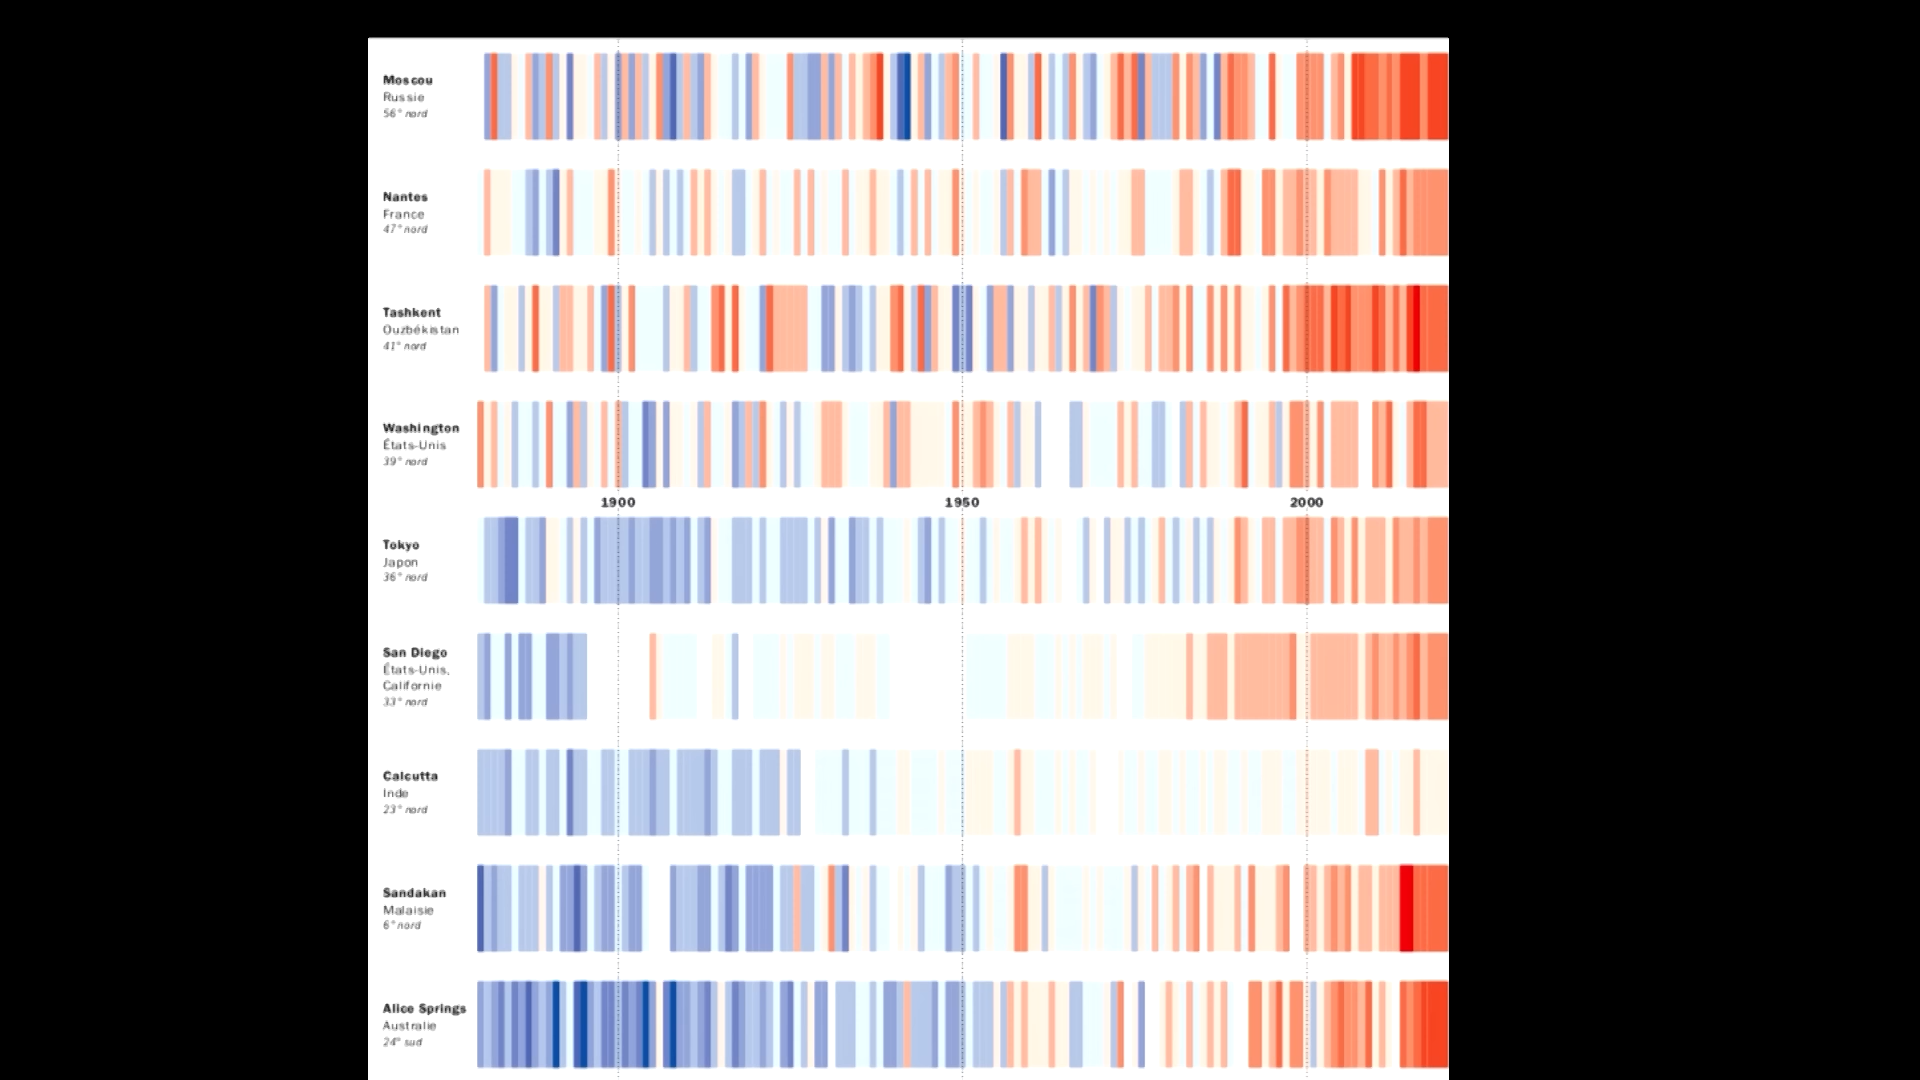 Moscou
Russie
56° nord
Nantes
France
47° nord
Tashkent
Ouzbékistan
41° nord
Washington
États-Unis
39° nord
1900 1950 2000
Tokyo
Japon
36° nord
San Diego
États-Unis,
Californie
33° nord
Calcutta
Inde
23° nord
Sandakan
Malaisie
6° nord
Alice Springs
Australie
24° sud